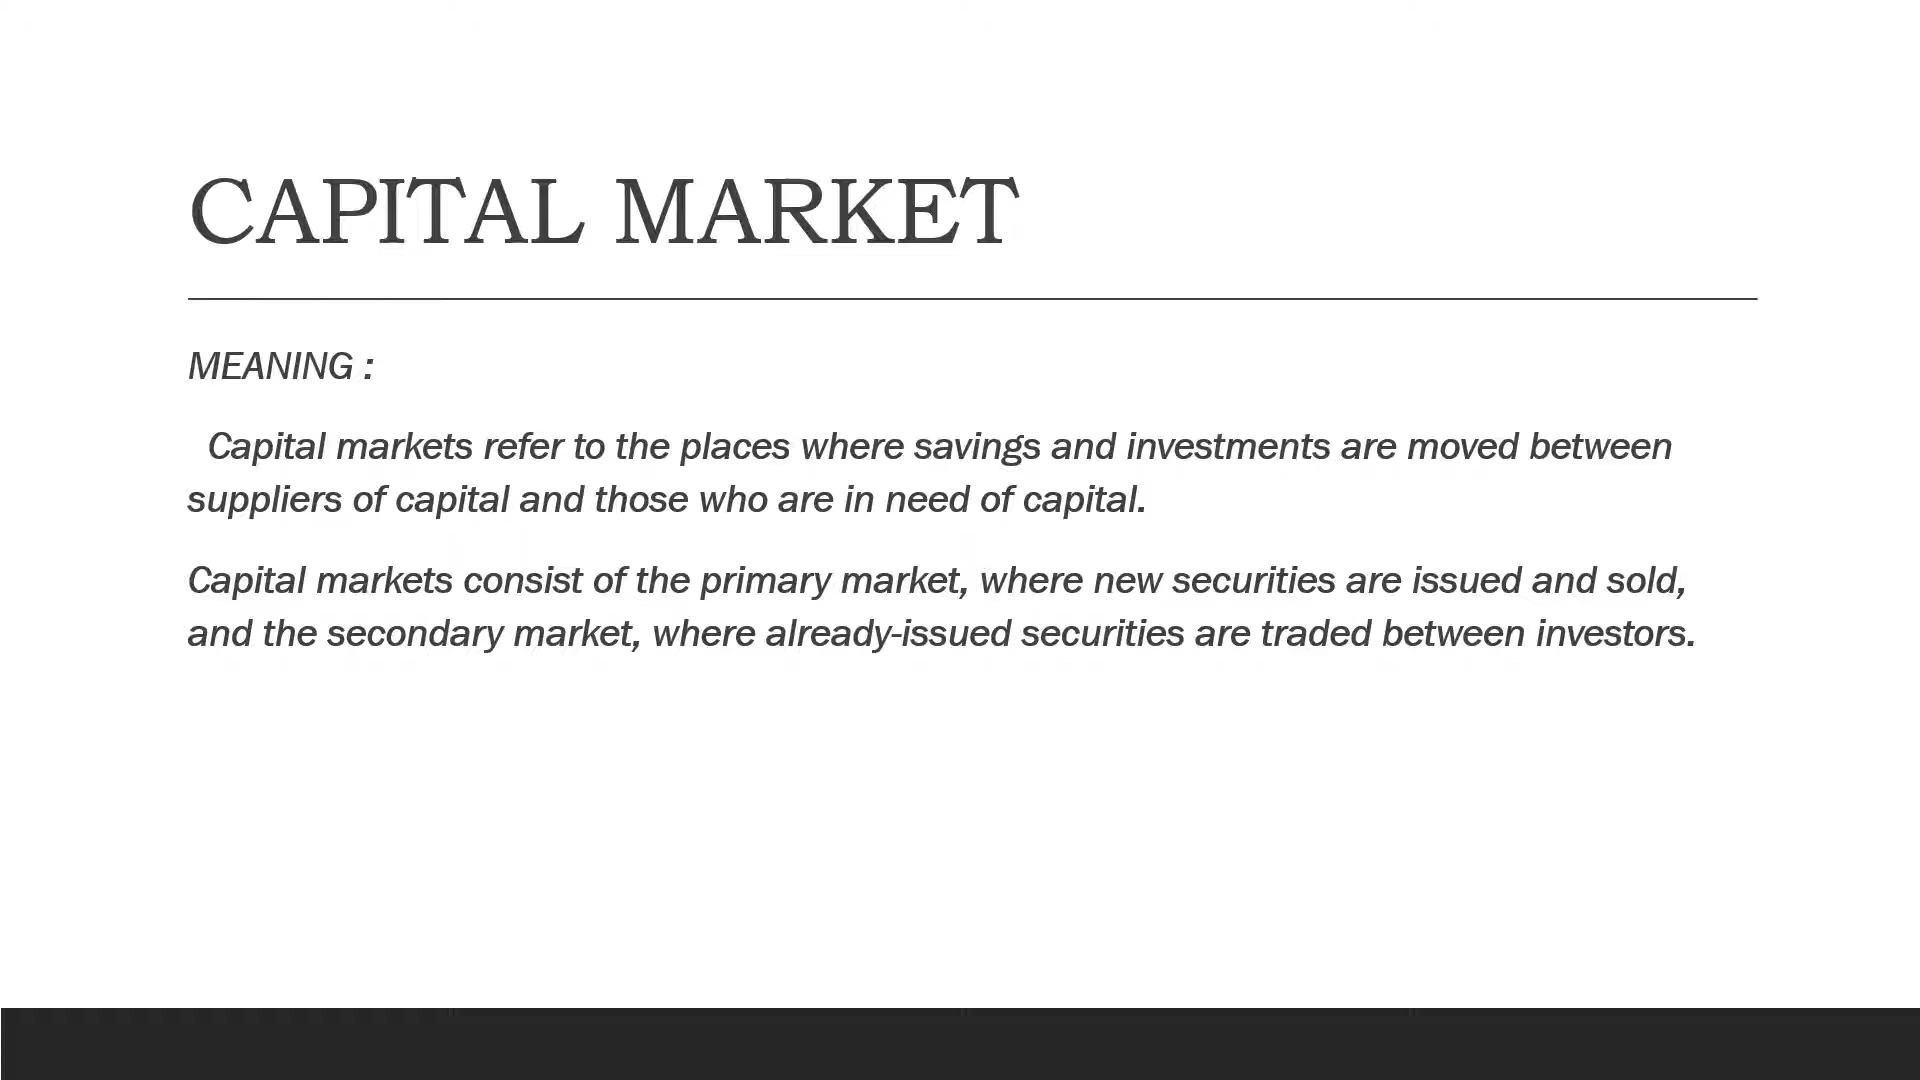 CAPITAL MARKET
MEANING :
Capital markets refer to the places where savings and investments are moved between
suppliers of capital and those who are in need of capital.
Capital markets consist of the primary market, where new securities are issued and sold,
and the secondary market, where already-issued securities are traded between investors.